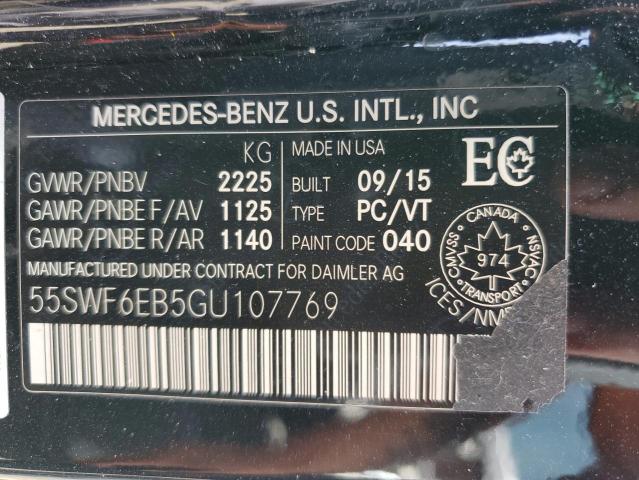 MERCEDES-BENZ U.S. INTL., INC
KG
GVWR/PNBV 2225
GAWR/PNBE F/AV 1125
GAWR/PNBE R/AR 1140
MADE IN USA
BUILT 09/15
TYPE PC/VT
PAINT CODE 040
EC
CANADA
974
MANUFACTURED UNDER CONTRACT FOR DAIMLER AG
55SWF6EB5GU107769